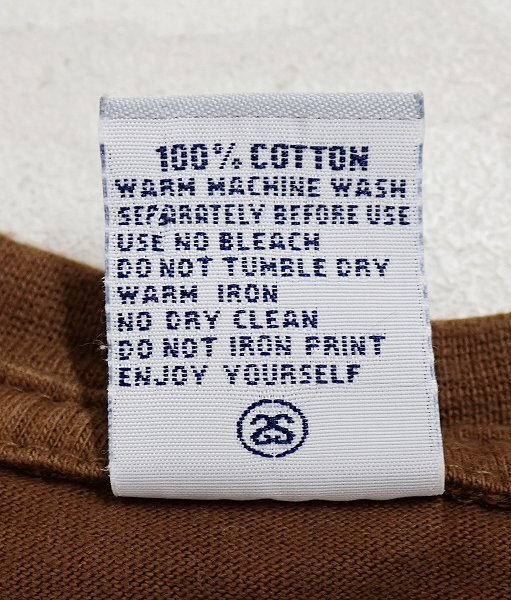 100% COTTON
WARM MACHINE WASH
SEPARATELY BEFORE USE
USE NO BLEACH
DO NOT TUMBLE DRY
WARM IRON
NO DRY CLEAN
DO NOT IRON PRINT
ENJOY YOURSELF